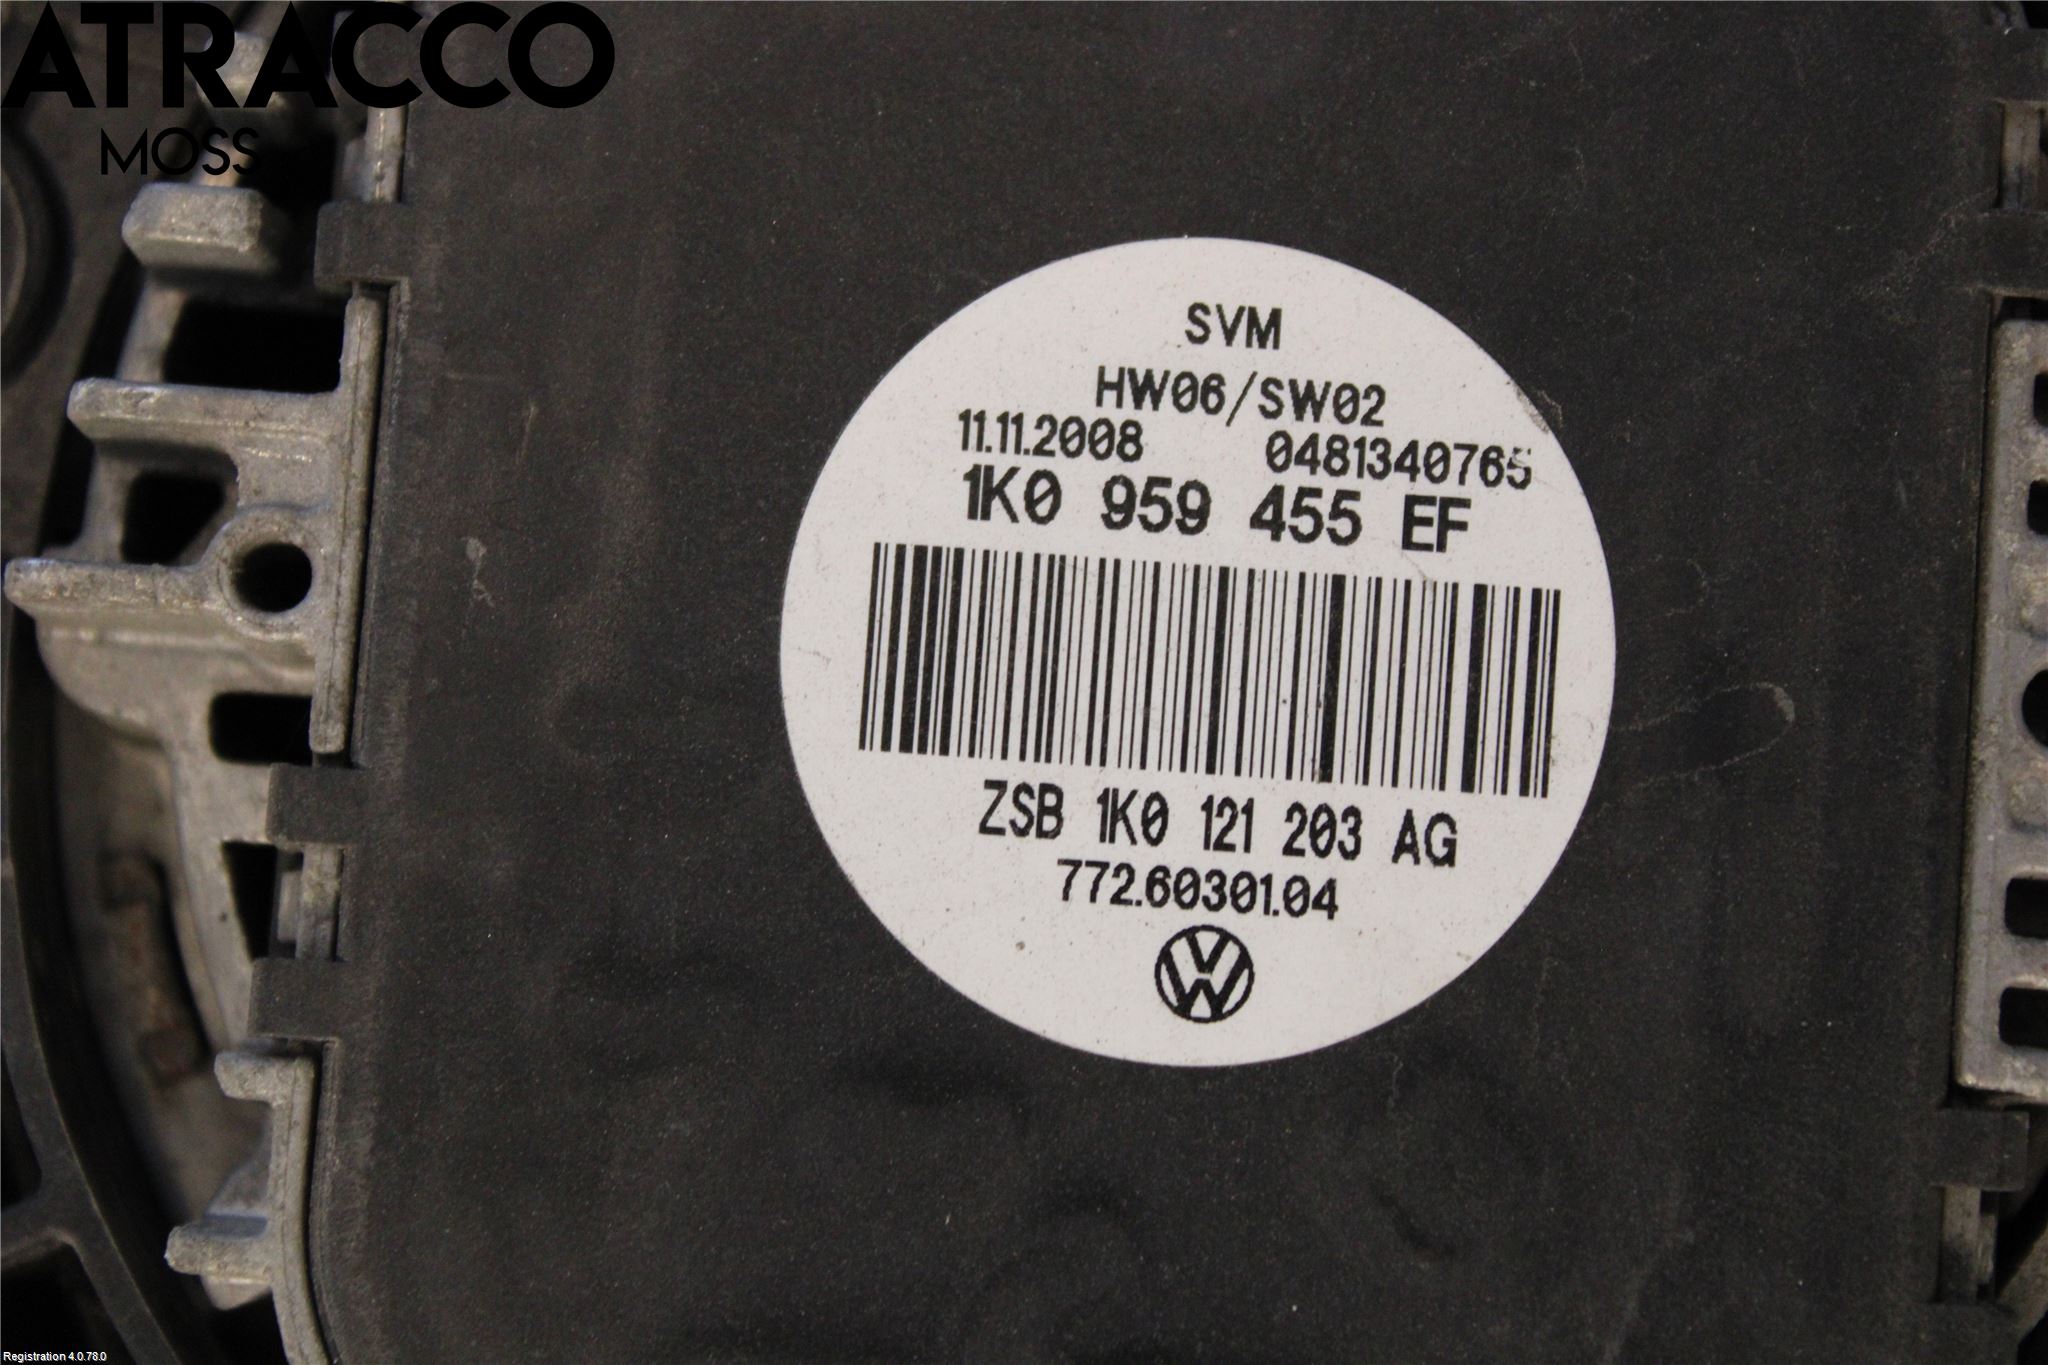 ATRACCO
MOSS
SVM
HW06/SW02
11.11.2008 0481340765
1K0 959 455 EF
ZSB 1K0 121 203 AG
772.60301.04
Registration 4.0.78.0